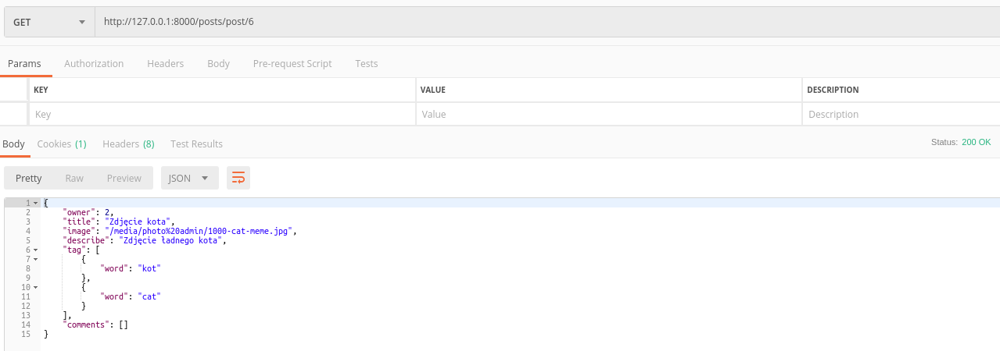 GET http://127.0.0.1:8000/posts/post/6
Params Authorization Headers Body Pre-request Script Tests
KEY VALUE DESCRIPTION
Key Value Description
Body Cookies (1) Headers (8) Test Results Status: 200 OK
Pretty Raw Preview JSON
1 {
2 "owner": 2,
3 "title": "Zdjęcie kota",
4 "image": "/media/photo%20admin/1000-cat-meme.jpg",
5 "describe": "Zdjęcie ładnego kota",
6 "tag": [
7 {
8 "word": "kot"
9 },
10 {
11 "word": "cat"
12 }
13 ],
14 "comments": []
15 }